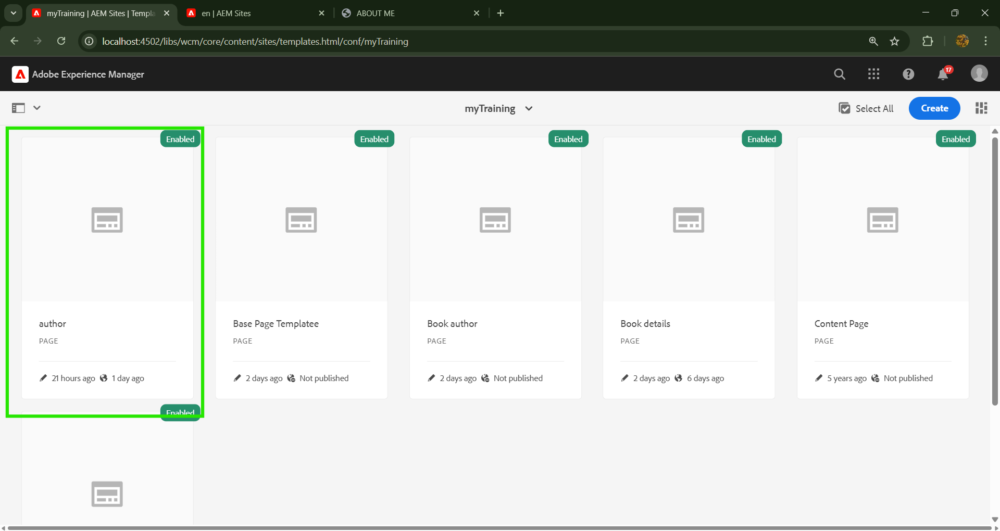 myTraining | AEM Sites | Templa
en | AEM Sites
ABOUT ME
localhost:4502/libs/wcm/core/content/sites/templates.html/conf/myTraining
Adobe Experience Manager
17
myTraining
Select All
Create
Enabled
Enabled
Enabled
Enabled
Enabled
author
PAGE
21 hours ago 1 day ago
Base Page Templatee
PAGE
2 days ago Not published
Book author
PAGE
2 days ago Not published
Book details
PAGE
2 days ago 6 days ago
Content Page
PAGE
5 years ago Not published
Enabled